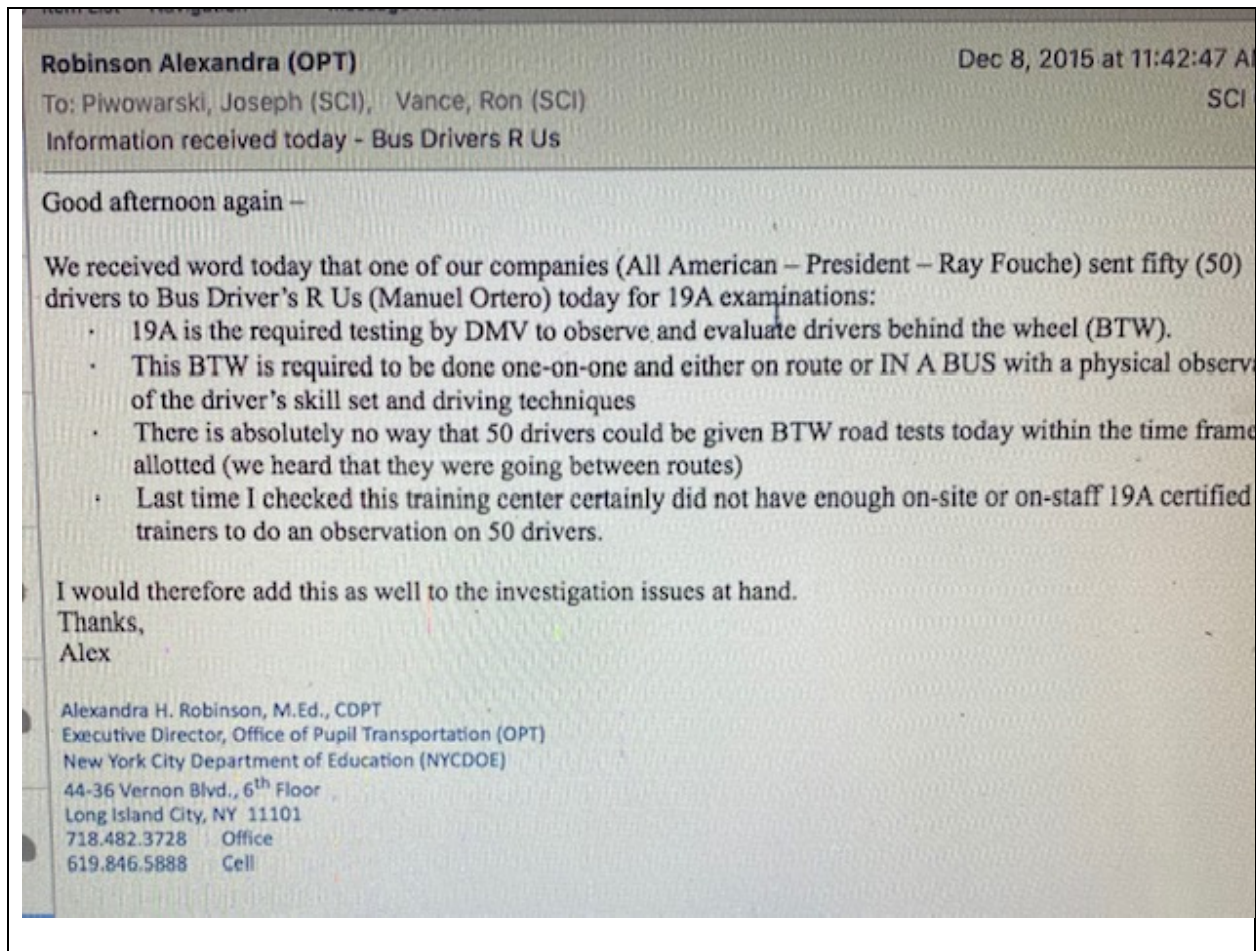 Robinson Alexandra (OPT)
Dec 8, 2015 at 11:42:47
To: Piwowarski, Joseph (SCI), Vance, Ron (SCI)
SCI
Information received today - Bus Drivers R Us
Good afternoon again –
We received word today that one of our companies (All American – President – Ray Fouche) sent fifty (50)
drivers to Bus Driver's R Us (Manuel Ortero) today for 19A examinations:
· 19A is the required testing by DMV to observe and evaluate drivers behind the wheel (BTW).
· This BTW is required to be done one-on-one and either on route or IN A BUS with a physical
of the driver's skill set and driving techniques
· There is absolutely no way that 50 drivers could be given BTW road tests today within the time frame
allotted (we heard that they were going between routes)
· Last time I checked this training center certainly did not have enough on-site or on-staff 19A certified
trainers to do an observation on 50 drivers.
I would therefore add this as well to the investigation issues at hand.
Thanks,
Alex
Alexandra H. Robinson, M.Ed., CDPT
Executive Director, Office of Pupil Transportation (OPT)
New York City Department of Education (NYCDOE)
44-36 Vernon Blvd., 6th Floor
Long Island City, NY 11101
718.482.3728 Office
619.846.5888 Cell